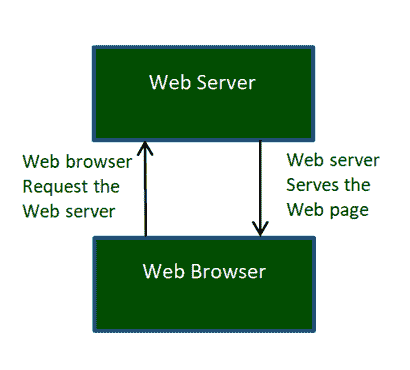 Web Server
Web browser
Request the
Web server
Web server
Serves the
Web page
Web Browser